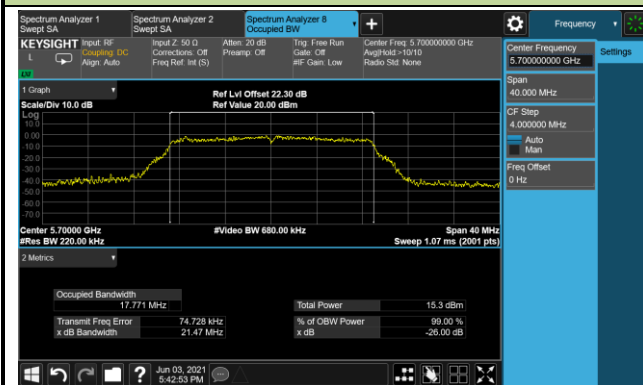 Spectrum Analyzer 1
Swept SA
Spectrum Analyzer 2
Swept SA
Spectrum Analyzer 8
Occupied BW
Frequency
KEYSIGHT
L
Input: RF
Coupling: DC
Align: Auto
Input Z: 50 Ω
Corrections: Off
Freq Ref: Int (S)
Atten: 20 dB
Preamp: Off
Trig: Free Run
Gate: Off
#IF Gain: Low
Center Freq: 5.700000000 GHz
Avg|Hold:>10/10
Radio Std: None
Center Frequency
5.700000000 GHz
Settings
Span
40.000 MHz
CF Step
4.000000 MHz
Auto
Man
Freq Offset
0 Hz
1 Graph
Scale/Div 10.0 dB
Ref Lvl Offset 22.30 dB
Ref Value 20.00 dBm
Log
10.0
0.00
-10.0
-20.0
-30.0
-40.0
-50.0
-60.0
-70.0
Center 5.70000 GHz
#Res BW 220.00 kHz
#Video BW 680.00 kHz
Span 40 MHz
Sweep 1.07 ms (2001 pts)
2 Metrics
Occupied Bandwidth
17.771 MHz
Total Power 15.3 dBm
Transmit Freq Error 74.728 kHz
% of OBW Power 99.00 %
x dB Bandwidth 21.47 MHz
x dB -26.00 dB
?
Jun 03, 2021
5:42:53 PM